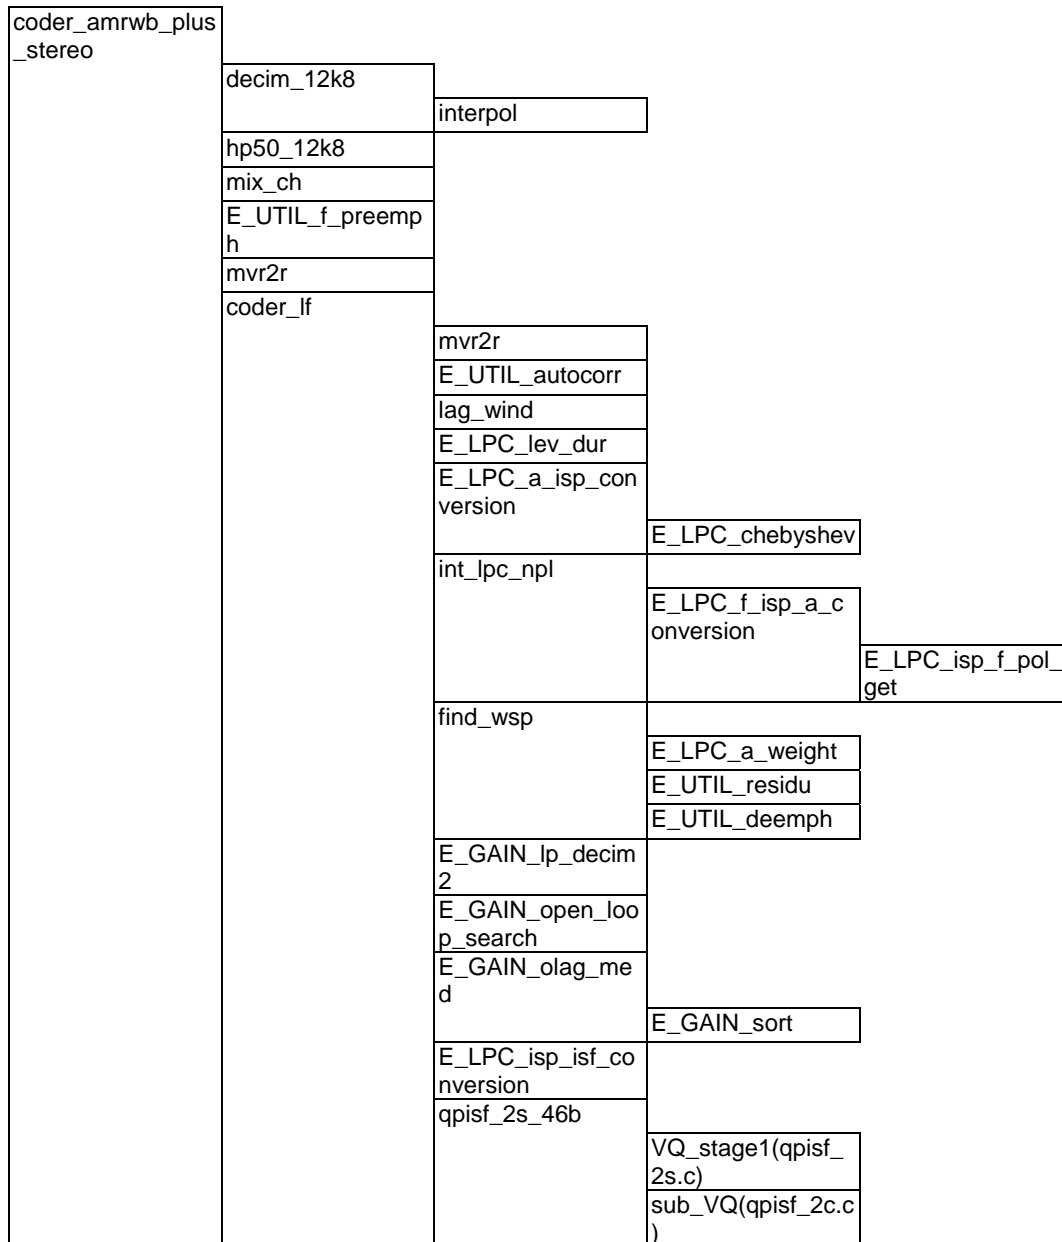 coder_amrwb_plus
_stereo
decim_12k8
interpol
hp50_12k8
mix_ch
E_UTIL_f_preemp
h
mvr2r
coder_lf
mvr2r
E_UTIL_autocorr
lag_wind
E_LPC_lev_dur
E_LPC_a_isp_con
version
E_LPC_chebyshev
int_lpc_npl
E_LPC_f_isp_a_c
onversion
E_LPC_isp_f_pol_
get
find_wsp
E_LPC_a_weight
E_UTIL_residu
E_UTIL_deemph
E_GAIN_lp_decim
2
E_GAIN_open_loo
p_search
E_GAIN_olag_me
d
E_GAIN_sort
E_LPC_isp_isf_co
nversion
qpisf_2s_46b
VQ_stage1(qpisf_
2s.c)
sub_VQ(qpisf_2c.c
)